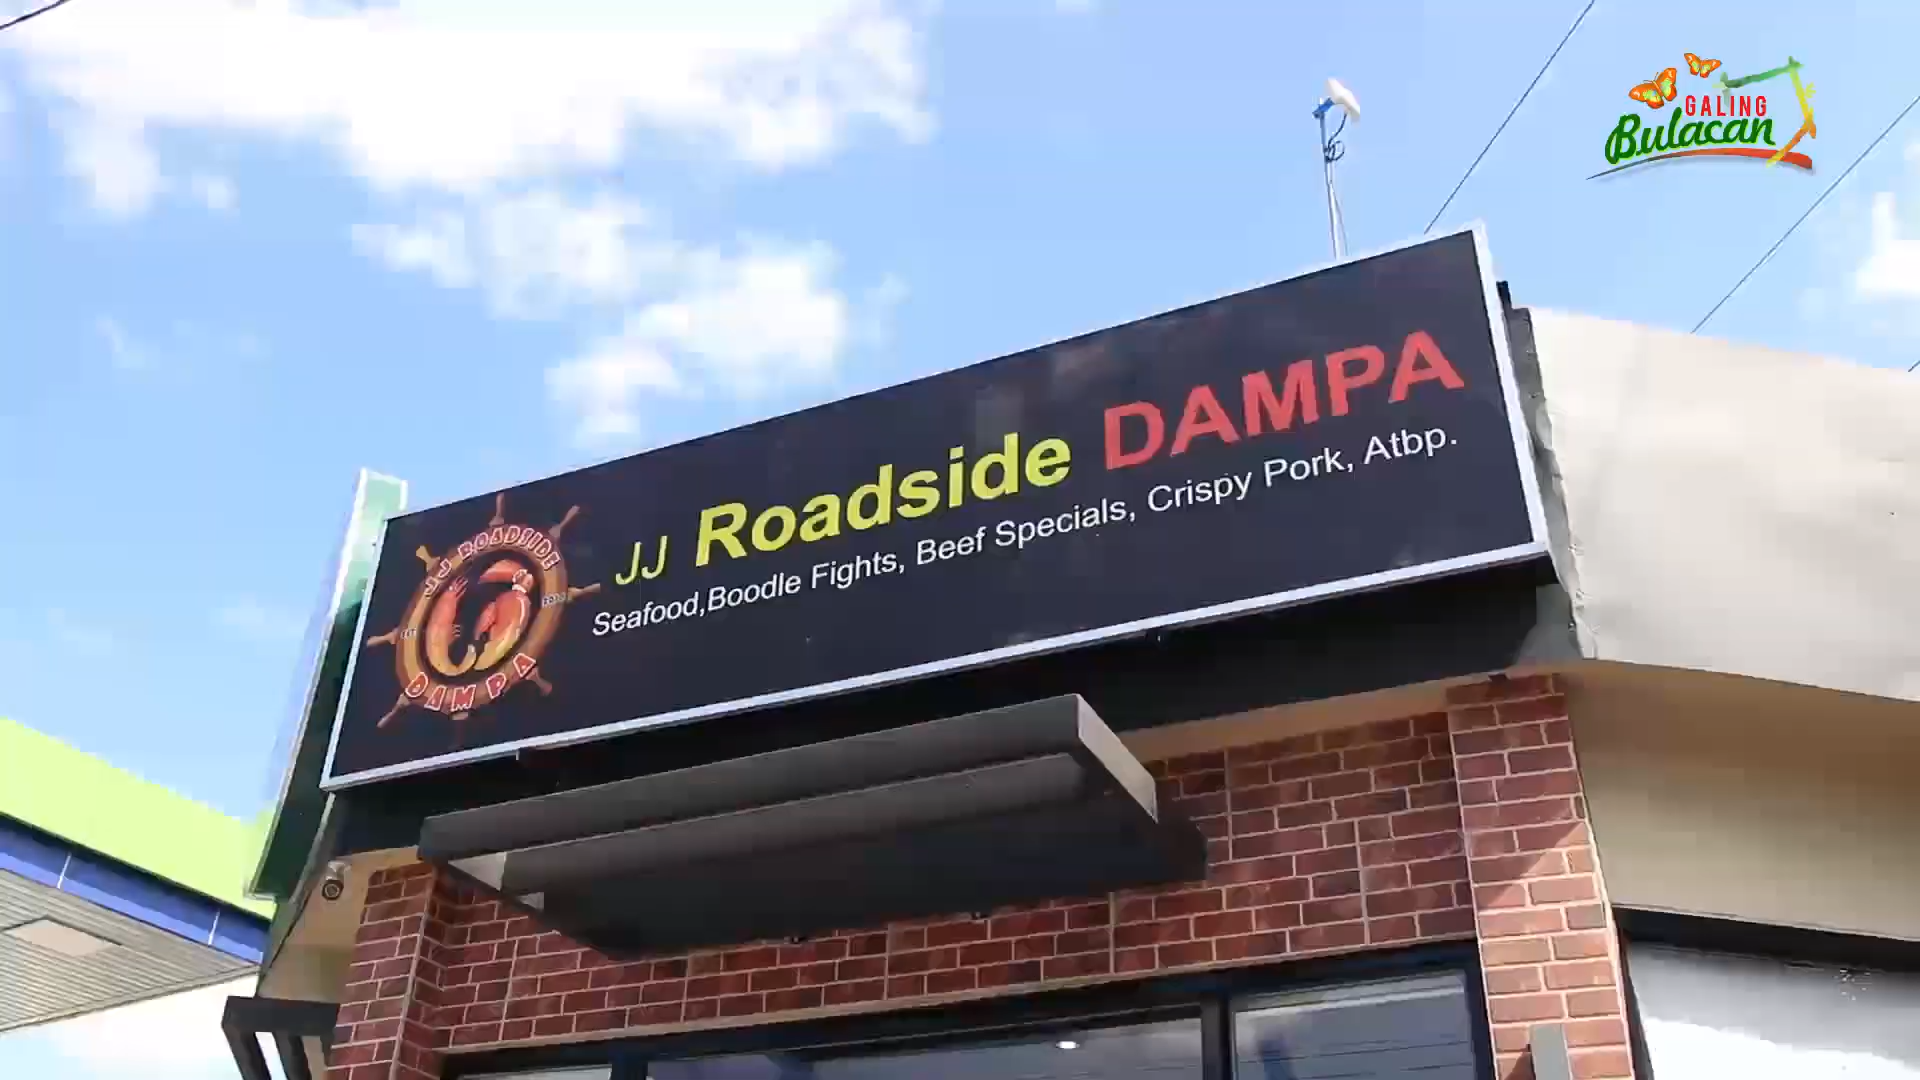 GALING
Bulacan
JJ Roadside DAMPA
Seafood,Boodle Fights, Beef Specials, Crispy Pork, Atbp.
JJ ROADSIDE
DAMPA